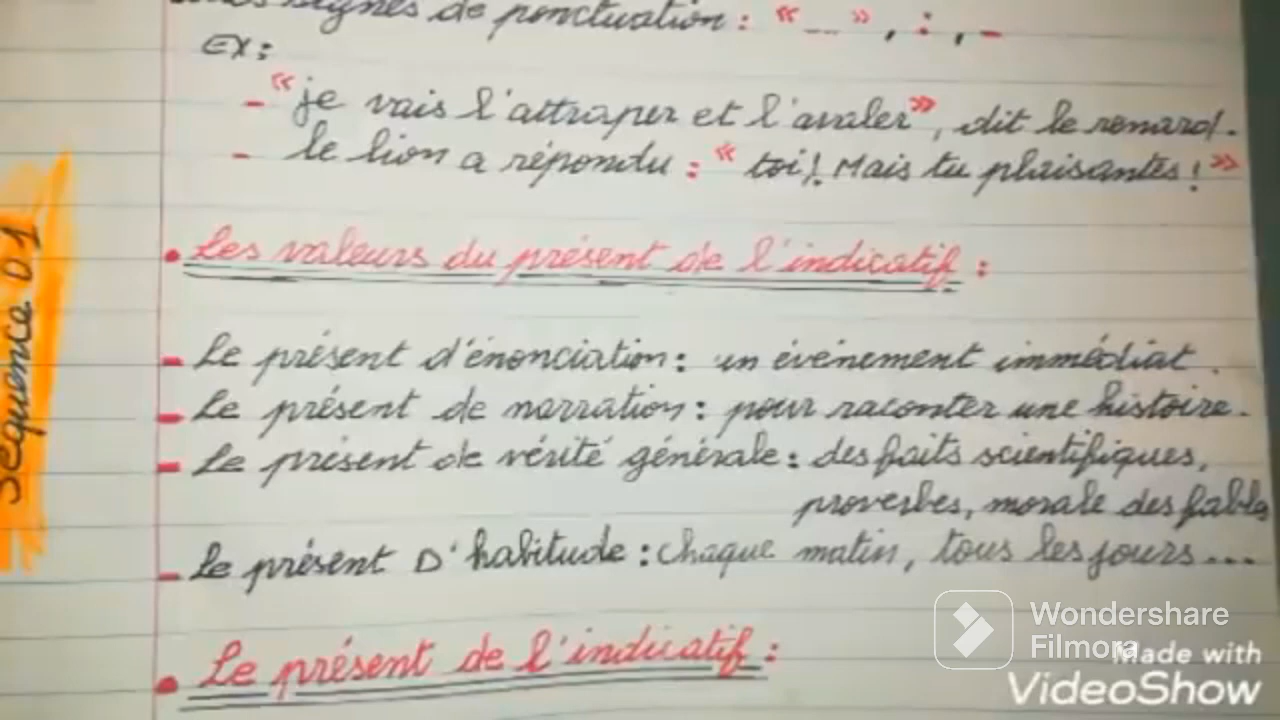 signes de ponctuation : "__", : , -
EX :
- "je vais l'attraper et l'avaler", dit le renard.
- le lion a répondu : " toi! Mais tu plaisantes! "
• Les valeurs du présent de l'indicatif :
- Le présent d'énonciation : un événement immédiat.
- Le présent de narration : pour raconter une histoire.
- Le présent de vérité générale : des faits scientifiques,
proverbes, morale des fables
- Le présent D'habitude : chaque matin, tous les jours...
• Le présent de l'indicatif :
Séquence 01
Wondershare
Filmora
Made with
VideoShow